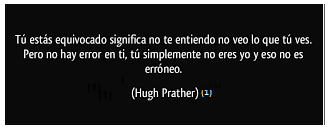 Tú estás equivocado significa no te entiendo no veo lo que tú ves.
Pero no hay error en ti, tú simplemente no eres yo y eso no es
erróneo.
(Hugh Prather) (1)